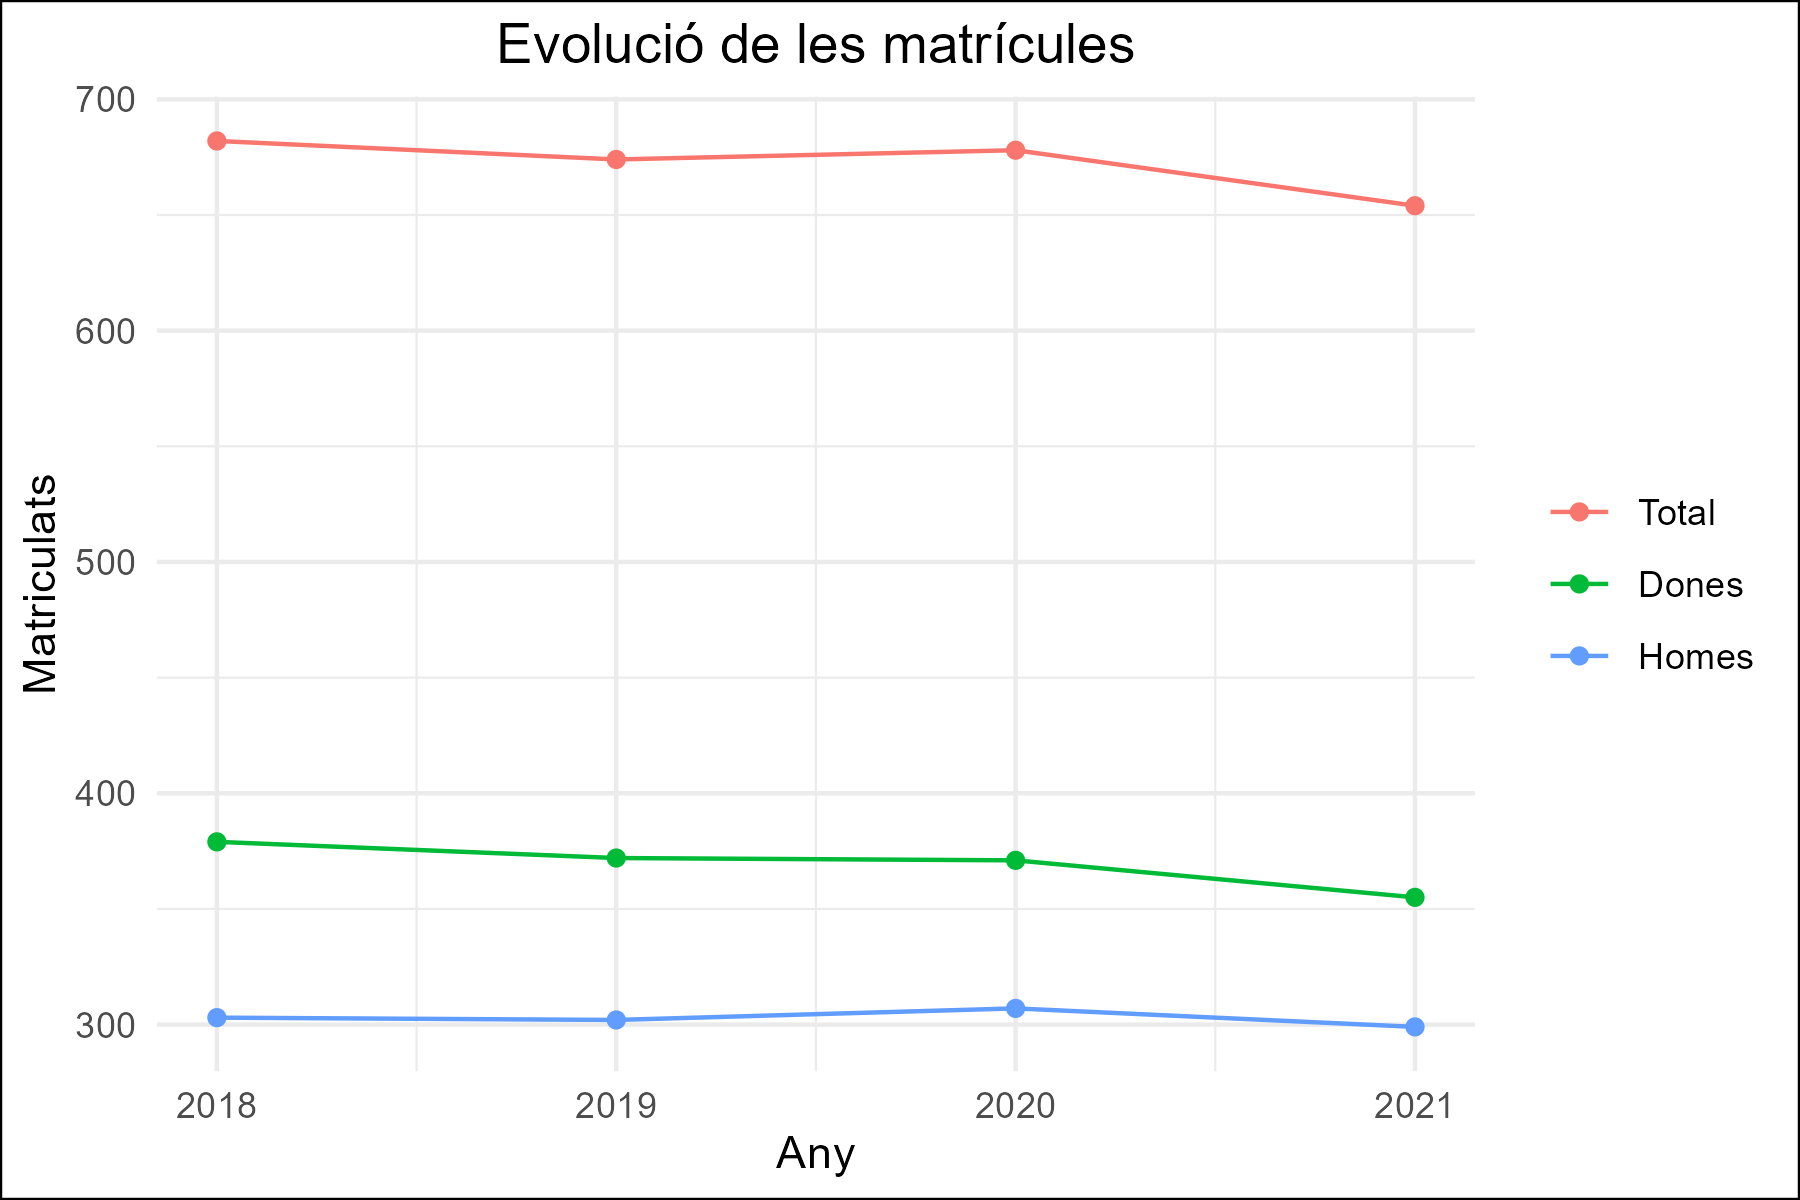 Evolució de les matrícules
Matriculats
700
600
500
400
300
2018
2019
2020
2021
Any
Total
Dones
Homes